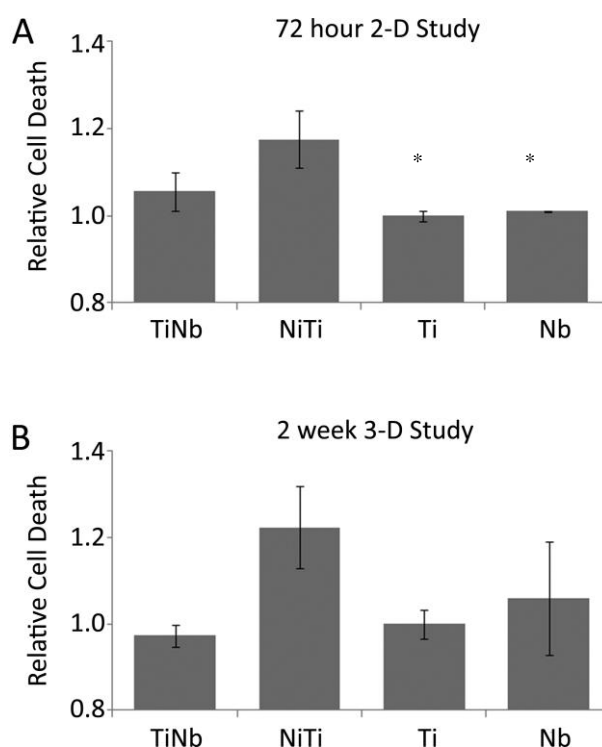 A
72 hour 2-D Study
Relative Cell Death
1.4
1.2
1.0
0.8
* *
TiNb NiTi Ti Nb
B
2 week 3-D Study
Relative Cell Death
1.4
1.2
1.0
0.8
TiNb NiTi Ti Nb